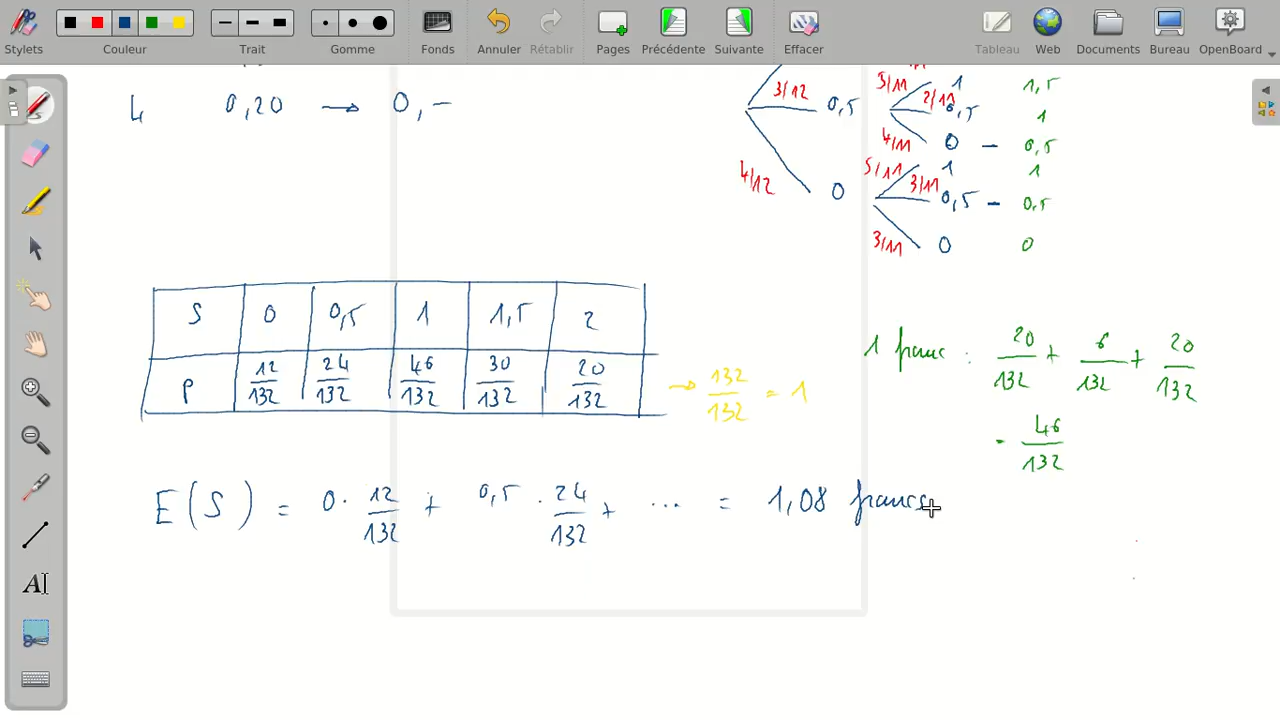 Stylets Couleur Trait Gomme Fonds Annuler Rétablir Pages Précédente Suivante Effacer Tableau Web Documents Bureau OpenBoard
4 0,20 → 0,-
3/12 0,5
4/12 0
3/11 1 1,5
2/11 0,5 1
4/11 0 - 0,5
5/11 1 1
3/11 0,5 - 0,5
3/11 0 0
S 0 0,5 1 1,5 2
P 12/132 24/132 46/132 30/132 20/132 → 132/132 = 1
1 franc : 20/132 + 6/132 + 20/132
= 46/132
E(S) = 0 · 12/132 + 0,5 · 24/132 + ... = 1,08 francs
AI